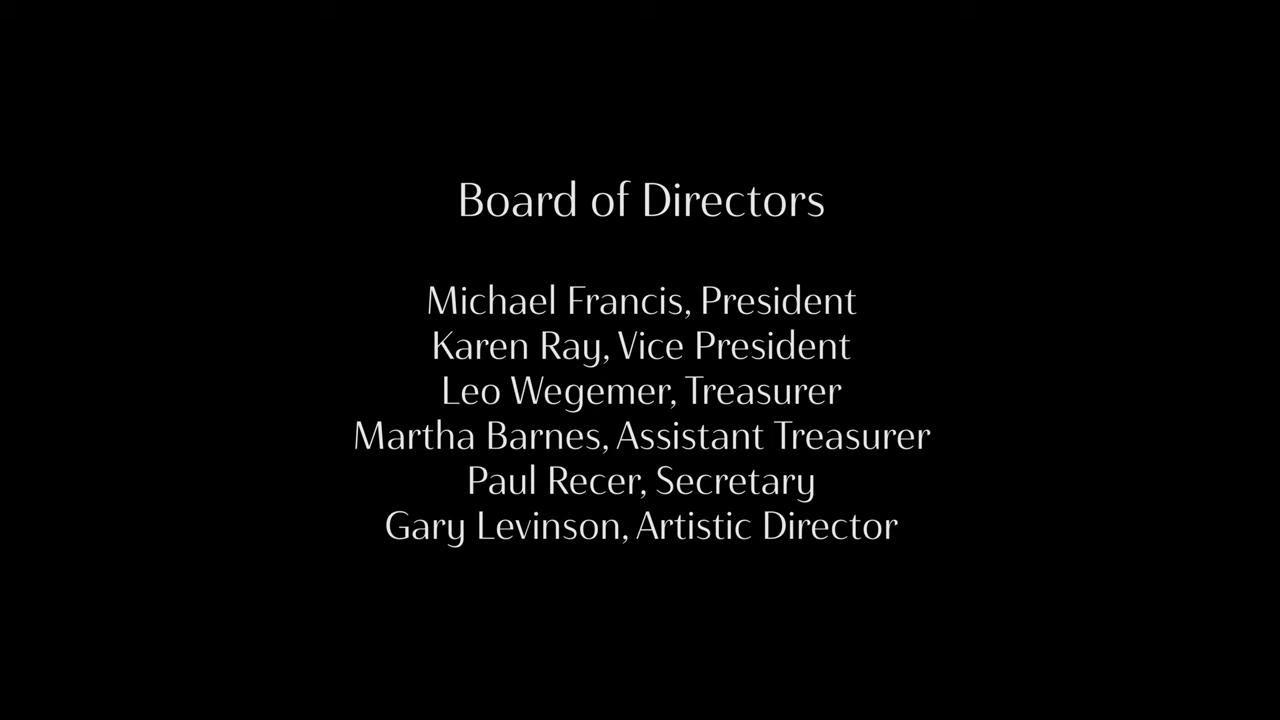 Board of Directors
Michael Francis, President
Karen Ray, Vice President
Leo Wegemer, Treasurer
Martha Barnes, Assistant Treasurer
Paul Recer, Secretary
Gary Levinson, Artistic Director